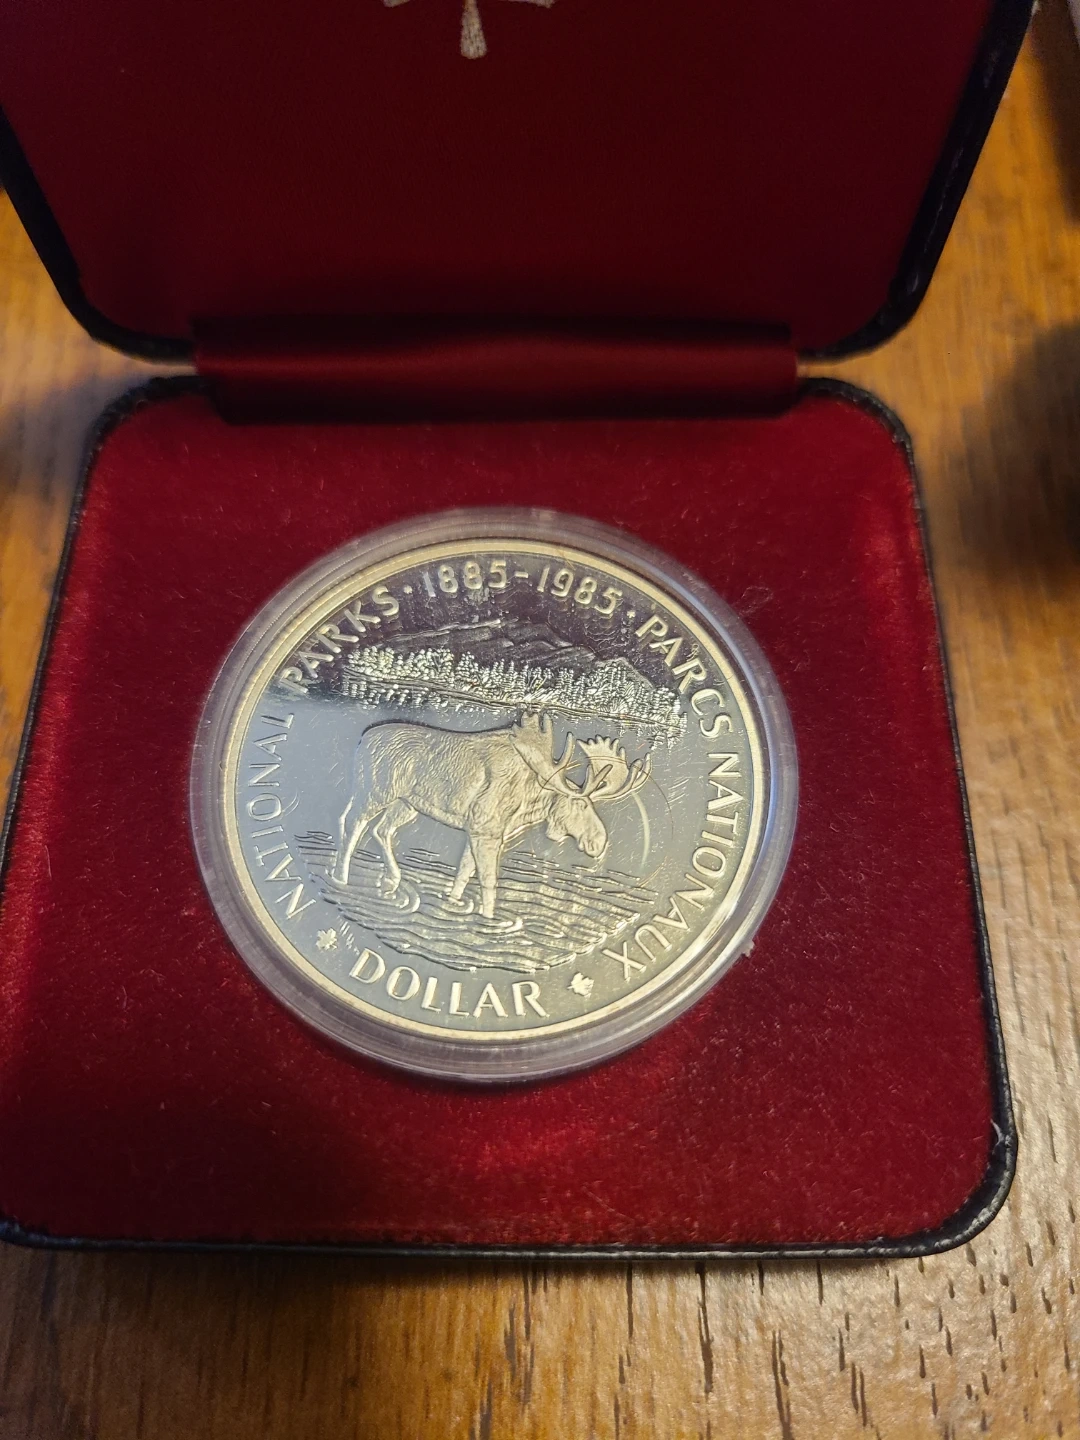 NATIONAL PARKS · 1885-1985 · PARCS NATIONAUX
DOLLAR